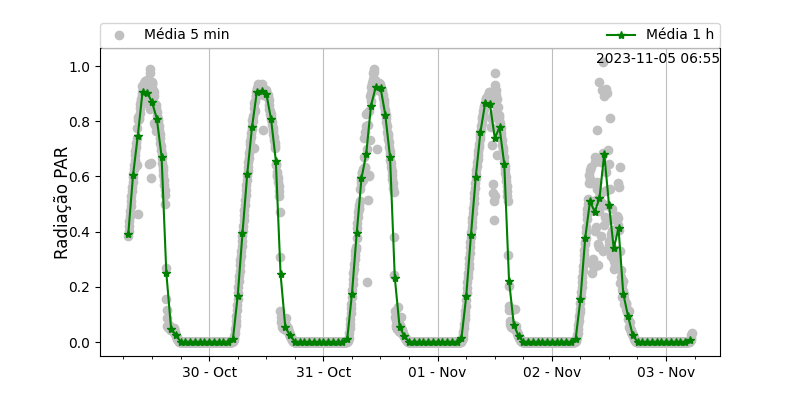 Média 5 min
Média 1 h
2023-11-05 06:55
Radiação PAR
1.0
0.8
0.6
0.4
0.2
0.0
30 - Oct
31 - Oct
01 - Nov
02 - Nov
03 - Nov